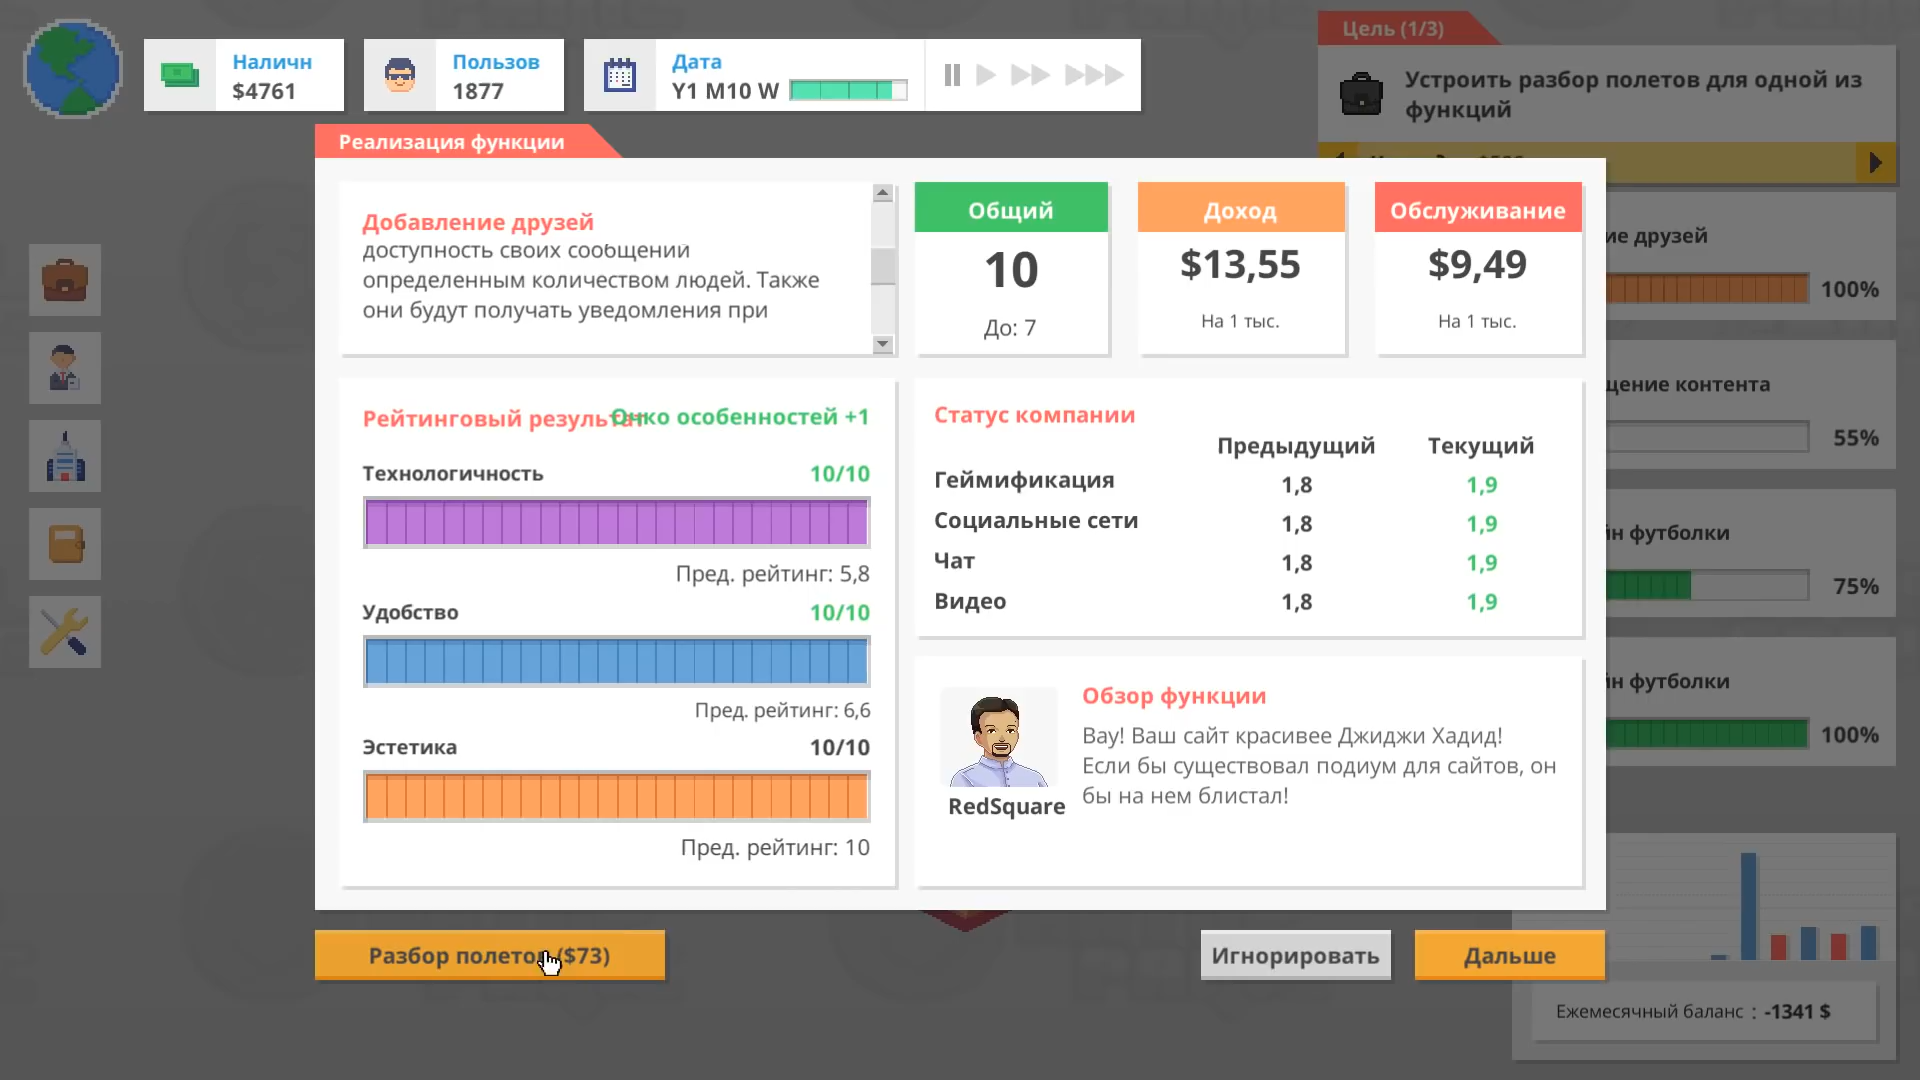 Наличн
$4761
Пользов
1877
Дата
Y1 M10 W
Цель (1/3)
Устроить разбор полетов для одной из
функций
Реализация функции
Добавление друзей
доступность своих сообщений
определенным количеством людей. Также
они будут получать уведомления при
Общий
10
До: 7
Доход
$13,55
На 1 тыс.
Обслуживание
$9,49
На 1 тыс.
ие друзей
100%
щение контента
55%
йн футболки
75%
йн футболки
100%
Рейтинговый результат
Очко особенностей +1
Технологичность 10/10
Пред. рейтинг: 5,8
Удобство 10/10
Пред. рейтинг: 6,6
Эстетика 10/10
Пред. рейтинг: 10
Статус компании
Предыдущий Текущий
Геймификация 1,8 1,9
Социальные сети 1,8 1,9
Чат 1,8 1,9
Видео 1,8 1,9
RedSquare
Обзор функции
Вау! Ваш сайт красивее Джиджи Хадид!
Если бы существовал подиум для сайтов, он
бы на нем блистал!
Разбор полетов ($73)
Игнорировать
Дальше
Ежемесячный баланс : -1341 $